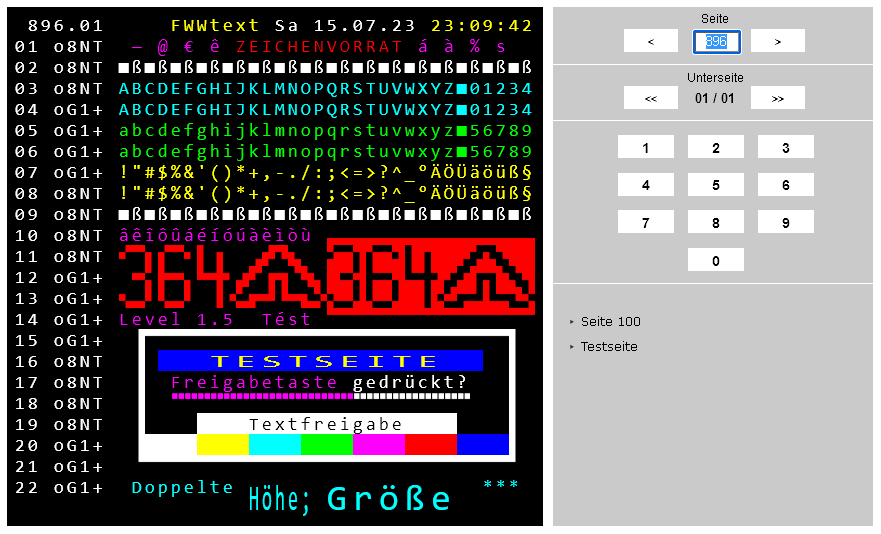 896.01 FWWtext Sa 15.07.23 23:09:42
01 o8NT – @ € ê ZEICHENVORRAT á à % s
02 o8NT ■ß■ß■ß■ß■ß■ß■ß■ß■ß■ß■ß■ß■ß■ß■ß■ß
03 o8NT ABCDEFGHIJKLMNOPQRSTUVWXYZ■01234
04 oG1+ ABCDEFGHIJKLMNOPQRSTUVWXYZ■01234
05 oG1+ abcdefghijklmnopqrstuvwxyz■56789
06 oG1+ abcdefghijklmnopqrstuvwxyz■56789
07 oG1+ !"#$%&'()*+,-./:;<=>?^_°ÄÖÜäöüß§
08 o8NT !"#$%&'()*+,-./:;<=>?^_°ÄÖÜäöüß§
09 o8NT ■ß■ß■ß■ß■ß■ß■ß■ß■ß■ß■ß■ß■ß■ß■ß■ß
10 o8NT âêîôûáéíóúàèìòù
11 o8NT
12 oG1+ 364 364
13 oG1+
14 o8NT Level 1.5 Tést
15 oG1+
16 o8NT TESTSEITE
17 o8NT Freigabetaste gedrückt?
18 o8NT
19 o8NT Textfreigabe
20 oG1+
21 oG1+
22 oG1+ Doppelte Höhe; Größe ***
Seite
< 896 >
Unterseite
<< 01 / 01 >>
1 2 3
4 5 6
7 8 9
0
‣ Seite 100
‣ Testseite